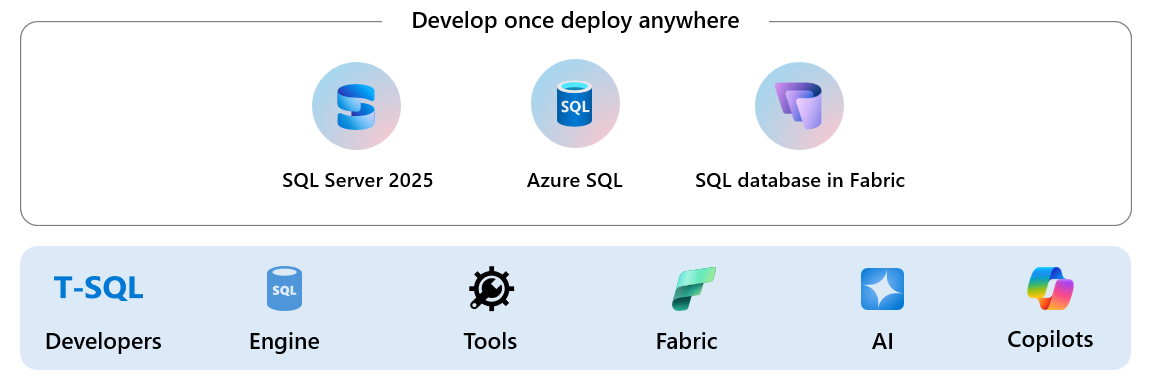 Develop once deploy anywhere
SQL
SQL Server 2025
Azure SQL
SQL database in Fabric
T-SQL
SQL
Developers
Engine
Tools
Fabric
AI
Copilots